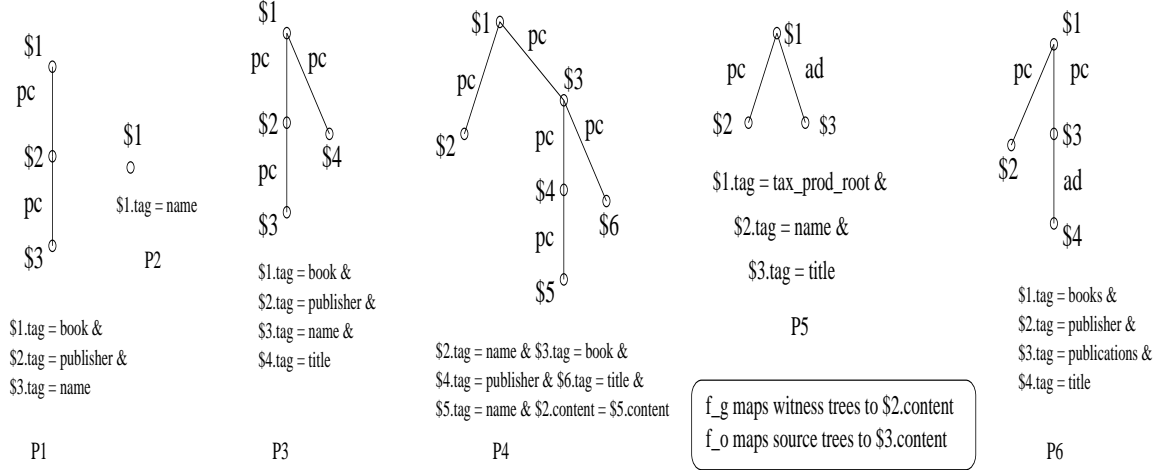 $1
pc
$2
pc
$3
$1.tag = book &
$2.tag = publisher &
$3.tag = name
P1
$1
$1.tag = name
P2
$1
pc
pc
$2
$4
pc
$3
$1.tag = book &
$2.tag = publisher &
$3.tag = name &
$4.tag = title
P3
$1
pc
pc
$2
$3
pc
pc
$4
$6
pc
$5
$2.tag = name & $3.tag = book &
$4.tag = publisher & $6.tag = title &
$5.tag = name & $2.content = $5.content
P4
$1
pc
ad
$2
$3
$1.tag = tax_prod_root &
$2.tag = name &
$3.tag = title
P5
f_g maps witness trees to $2.content
f_o maps source trees to $3.content
$1
pc
pc
$2
$3
ad
$4
$1.tag = books &
$2.tag = publisher &
$3.tag = publications &
$4.tag = title
P6